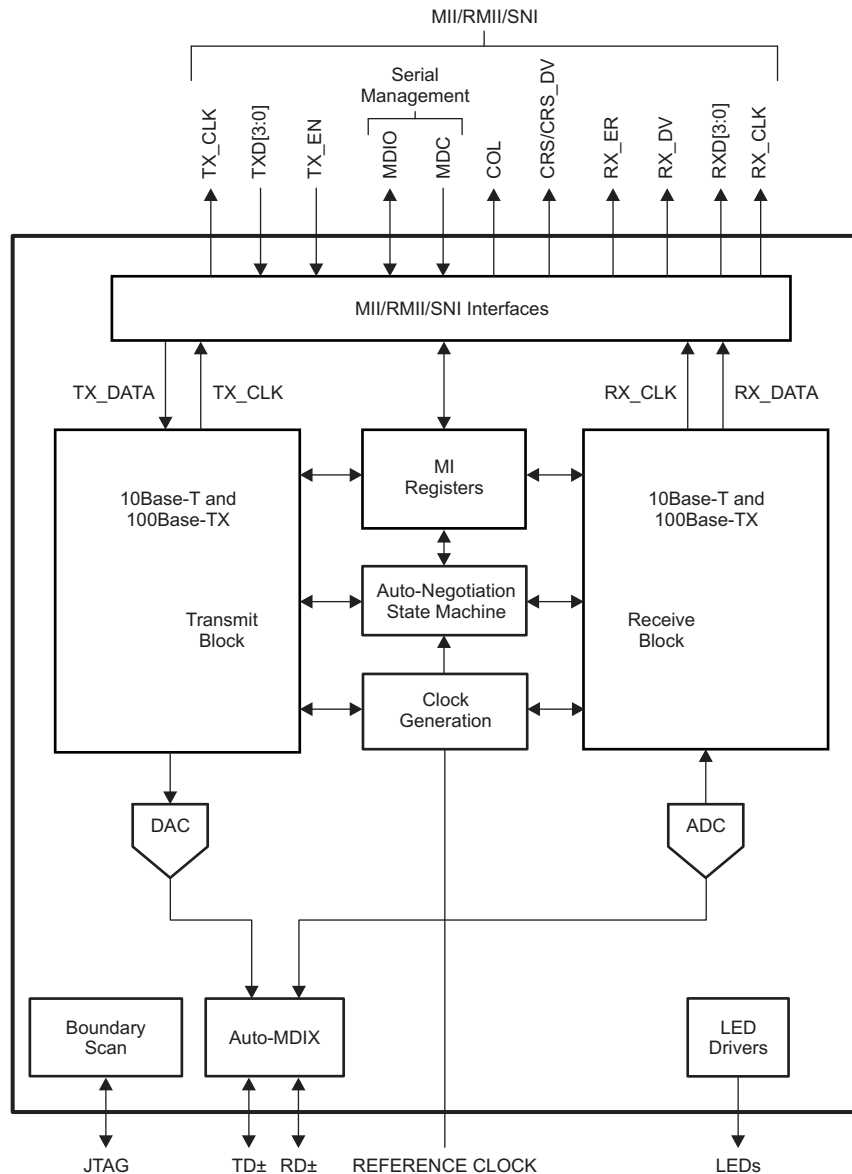 MII/RMII/SNI
Serial
Management
TX_CLK
TXD[3:0]
TX_EN
MDIO
MDC
COL
CRS/CRS_DV
RX_ER
RX_DV
RXD[3:0]
RX_CLK
MII/RMII/SNI Interfaces
TX_DATA
TX_CLK
RX_CLK
RX_DATA
10Base-T and
100Base-TX
Transmit
Block
MI
Registers
Auto-Negotiation
State Machine
Clock
Generation
10Base-T and
100Base-TX
Receive
Block
DAC
ADC
Boundary
Scan
Auto-MDIX
LED
Drivers
JTAG
TD±
RD±
REFERENCE CLOCK
LEDs